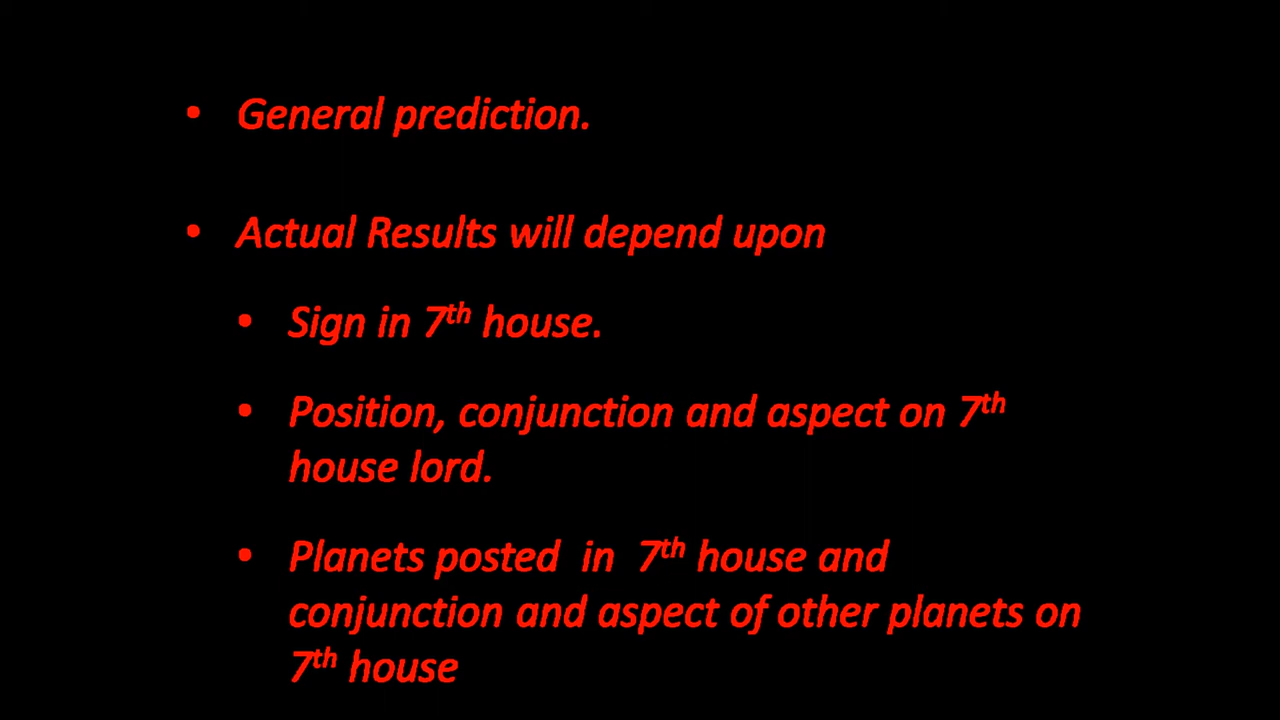 • General prediction.
• Actual Results will depend upon
• Sign in 7th house.
• Position, conjunction and aspect on 7th
house lord.
• Planets posted in 7th house and
conjunction and aspect of other planets on
7th house